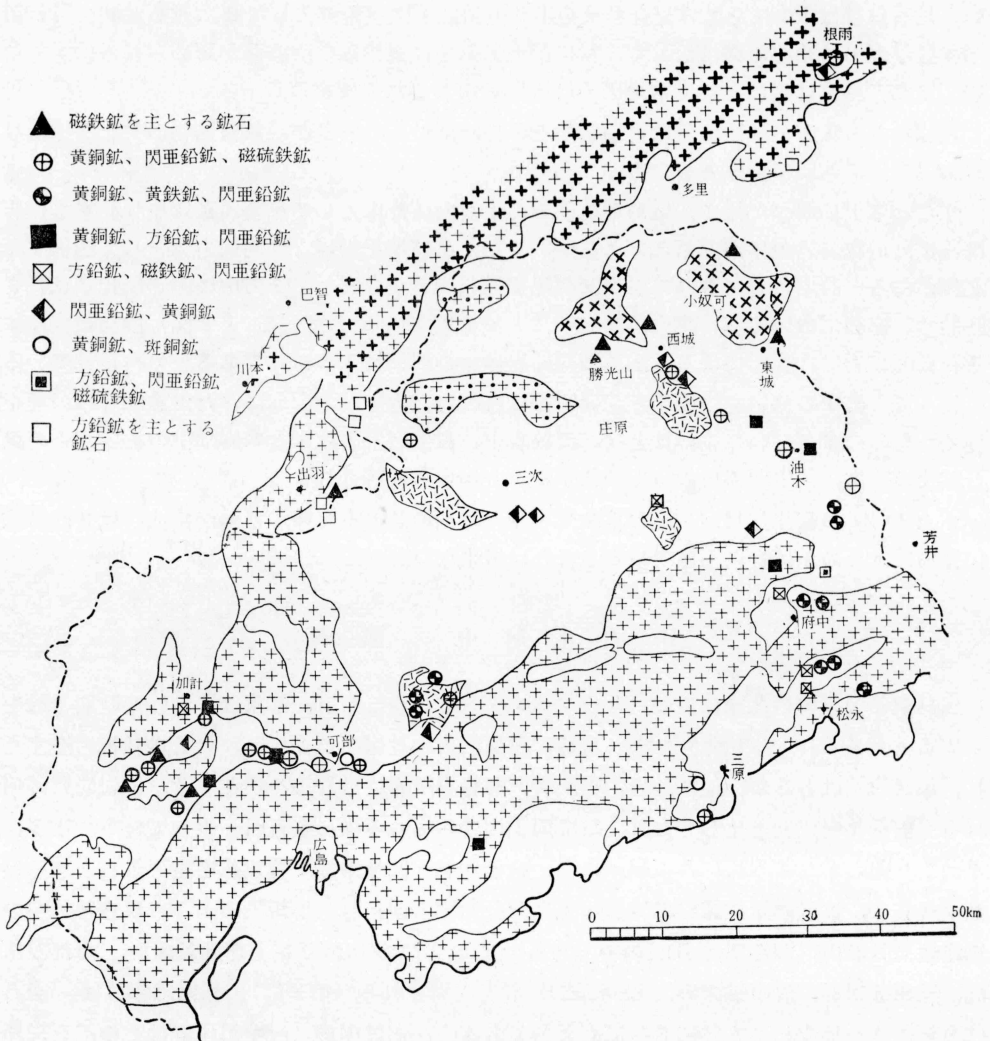 磁鉄鉱を主とする鉱石
黄銅鉱、閃亜鉛鉱、磁硫鉄鉱
黄銅鉱、黄鉄鉱、閃亜鉛鉱
黄銅鉱、方鉛鉱、閃亜鉛鉱
方鉛鉱、磁鉄鉱、閃亜鉛鉱
閃亜鉛鉱、黄銅鉱
黄銅鉱、斑銅鉱
方鉛鉱、閃亜鉛鉱
磁硫鉄鉱
方鉛鉱を主とする
鉱石
根雨
多里
巴智
小奴可
川本
西城
勝光山
東城
庄原
油木
出羽
三次
芳井
府中
加計
松永
可部
三原
広島
0 10 20 30 40 50km